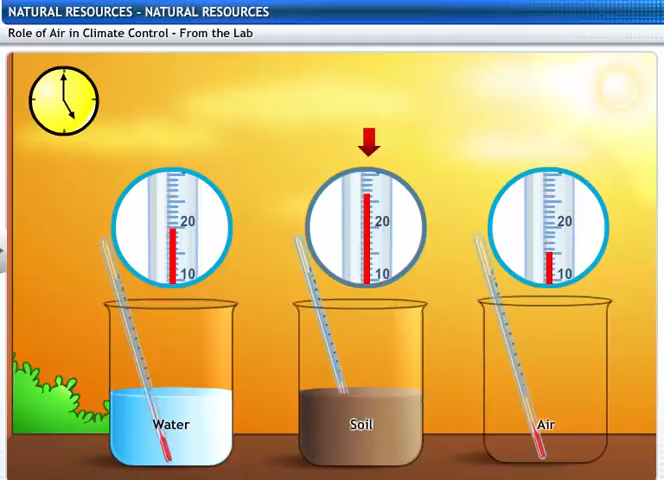 NATURAL RESOURCES - NATURAL RESOURCES
Role of Air in Climate Control - From the Lab
20
10
20
10
20
10
Water
Soil
Air